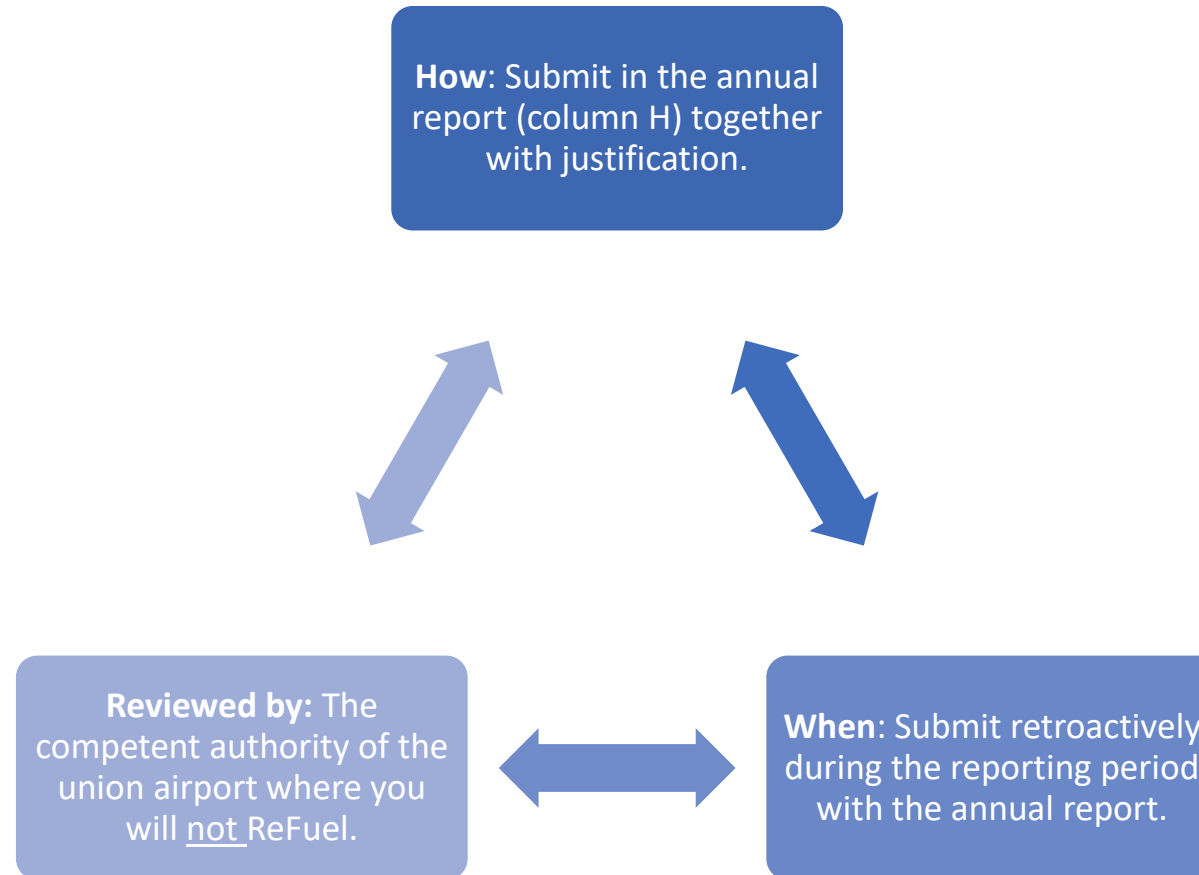 How: Submit in the annual
report (column H) together
with justification.
Reviewed by: The
competent authority of the
union airport where you
will not ReFuel.
When: Submit retroactively
during the reporting period
with the annual report.